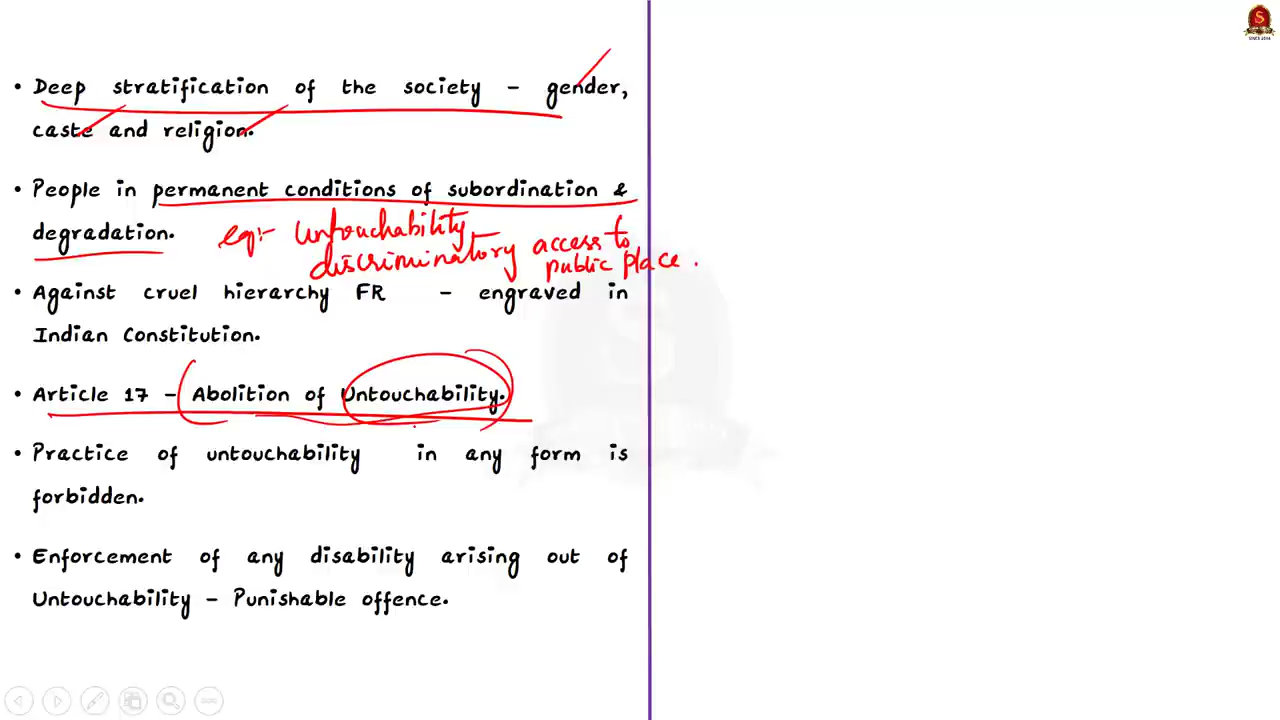 • Deep stratification of the society - gender,
caste and religion.
• People in permanent conditions of subordination &
degradation.
eg:- Untouchability,
discriminatory access to
public place.
• Against cruel hierarchy FR - engraved in
Indian Constitution.
• Article 17 - Abolition of Untouchability.
• Practice of untouchability in any form is
forbidden.
• Enforcement of any disability arising out of
Untouchability - Punishable offence.
S